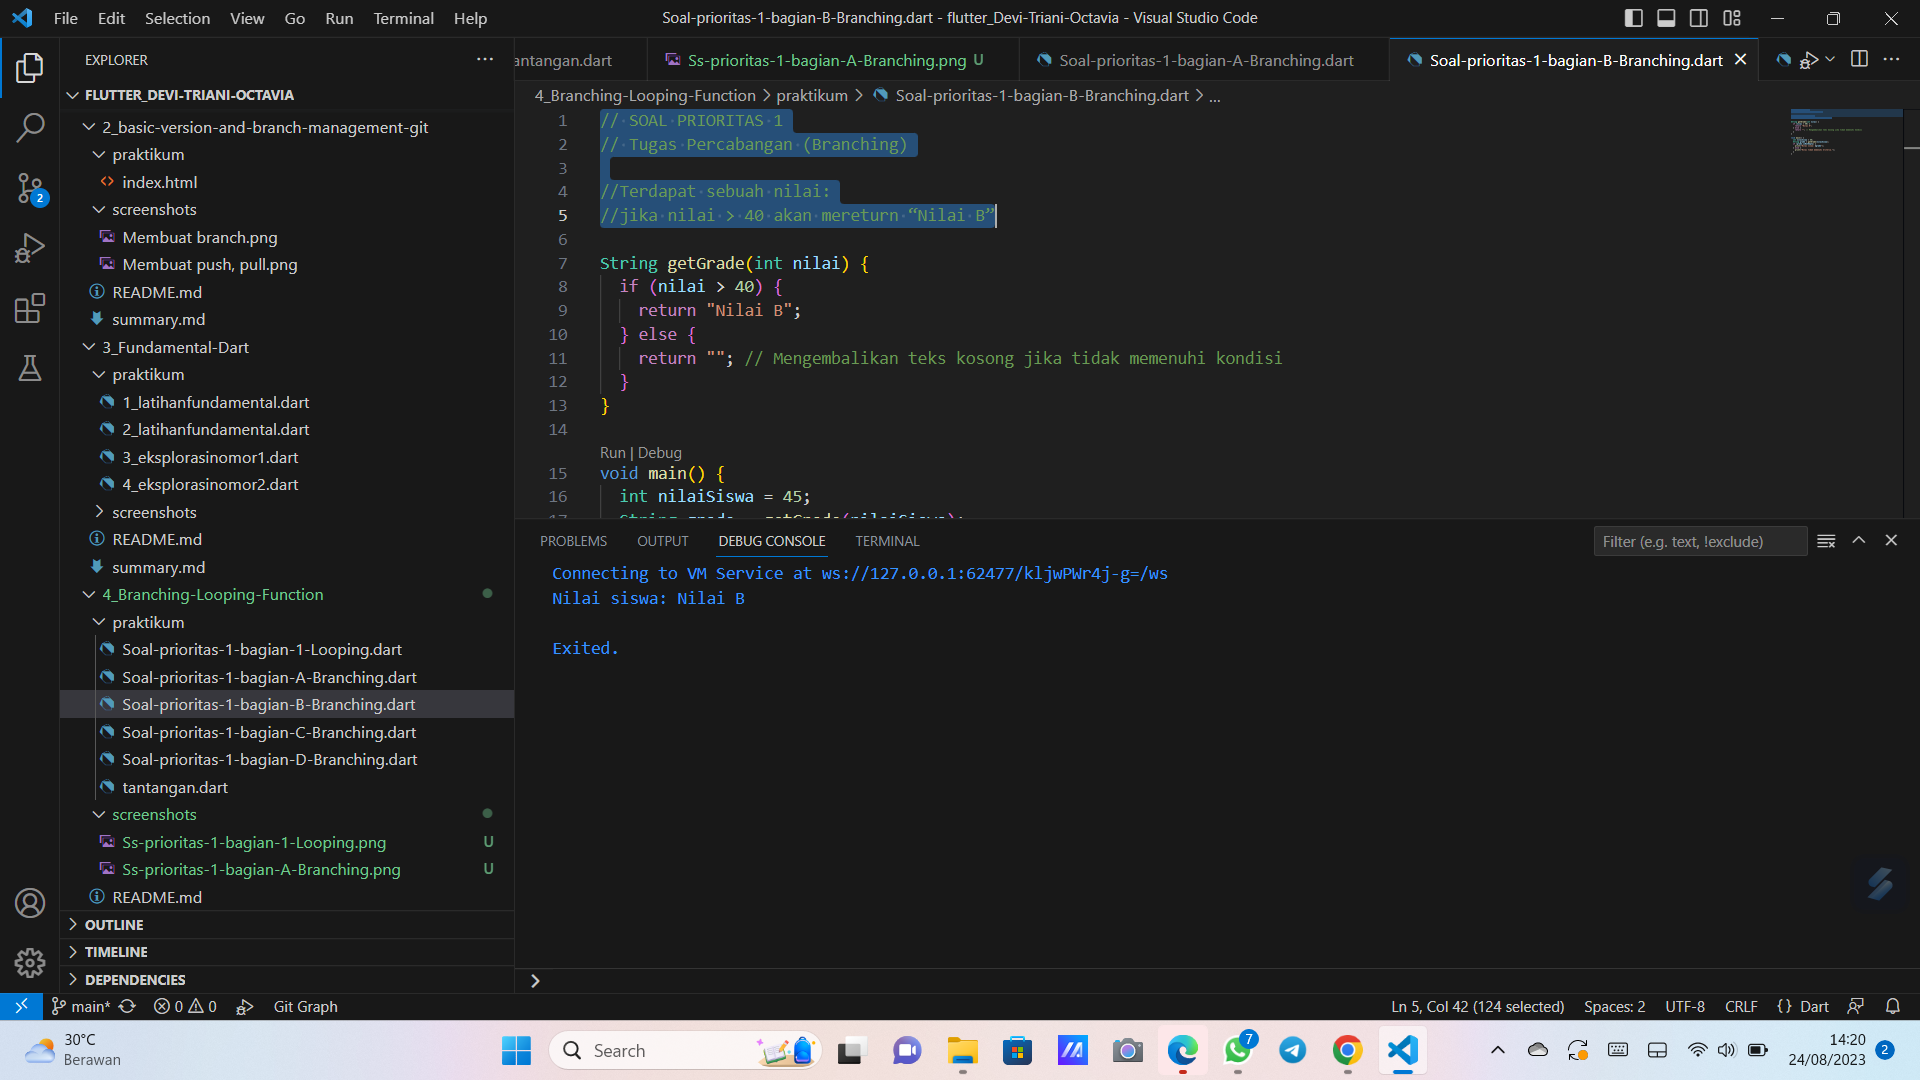 File Edit Selection View Go Run Terminal Help
Soal-prioritas-1-bagian-B-Branching.dart - flutter_Devi-Triani-Octavia - Visual Studio Code
EXPLORER
antangan.dart
Ss-prioritas-1-bagian-A-Branching.png U
Soal-prioritas-1-bagian-A-Branching.dart
Soal-prioritas-1-bagian-B-Branching.dart
FLUTTER_DEVI-TRIANI-OCTAVIA
2_basic-version-and-branch-management-git
praktikum
index.html
screenshots
Membuat branch.png
Membuat push, pull.png
README.md
summary.md
3_Fundamental-Dart
praktikum
1_latihanfundamental.dart
2_latihanfundamental.dart
3_eksplorasinomor1.dart
4_eksplorasinomor2.dart
screenshots
README.md
summary.md
4_Branching-Looping-Function
praktikum
Soal-prioritas-1-bagian-1-Looping.dart
Soal-prioritas-1-bagian-A-Branching.dart
Soal-prioritas-1-bagian-B-Branching.dart
Soal-prioritas-1-bagian-C-Branching.dart
Soal-prioritas-1-bagian-D-Branching.dart
tantangan.dart
screenshots
Ss-prioritas-1-bagian-1-Looping.png U
Ss-prioritas-1-bagian-A-Branching.png U
README.md
OUTLINE
TIMELINE
DEPENDENCIES
2
4_Branching-Looping-Function > praktikum > Soal-prioritas-1-bagian-B-Branching.dart > ...
1 // SOAL PRIORITAS 1
2 // Tugas Percabangan (Branching)
3
4 //Terdapat sebuah nilai:
5 //jika nilai > 40 akan mereturn “Nilai B”
6
7 String getGrade(int nilai) {
8 if (nilai > 40) {
9 return "Nilai B";
10 } else {
11 return ""; // Mengembalikan teks kosong jika tidak memenuhi kondisi
12 }
13 }
14
Run | Debug
15 void main() {
16 int nilaiSiswa = 45;
17 String grade = getGrade(nilaiSiswa);
PROBLEMS OUTPUT DEBUG CONSOLE TERMINAL
Filter (e.g. text, !exclude)
Connecting to VM Service at ws://127.0.0.1:62477/kljwPWr4j-g=/ws
Nilai siswa: Nilai B
Exited.
main* 0 0 Git Graph
Ln 5, Col 42 (124 selected) Spaces: 2 UTF-8 CRLF {} Dart
30°C
Berawan
Search
7
14:20
24/08/2023
2